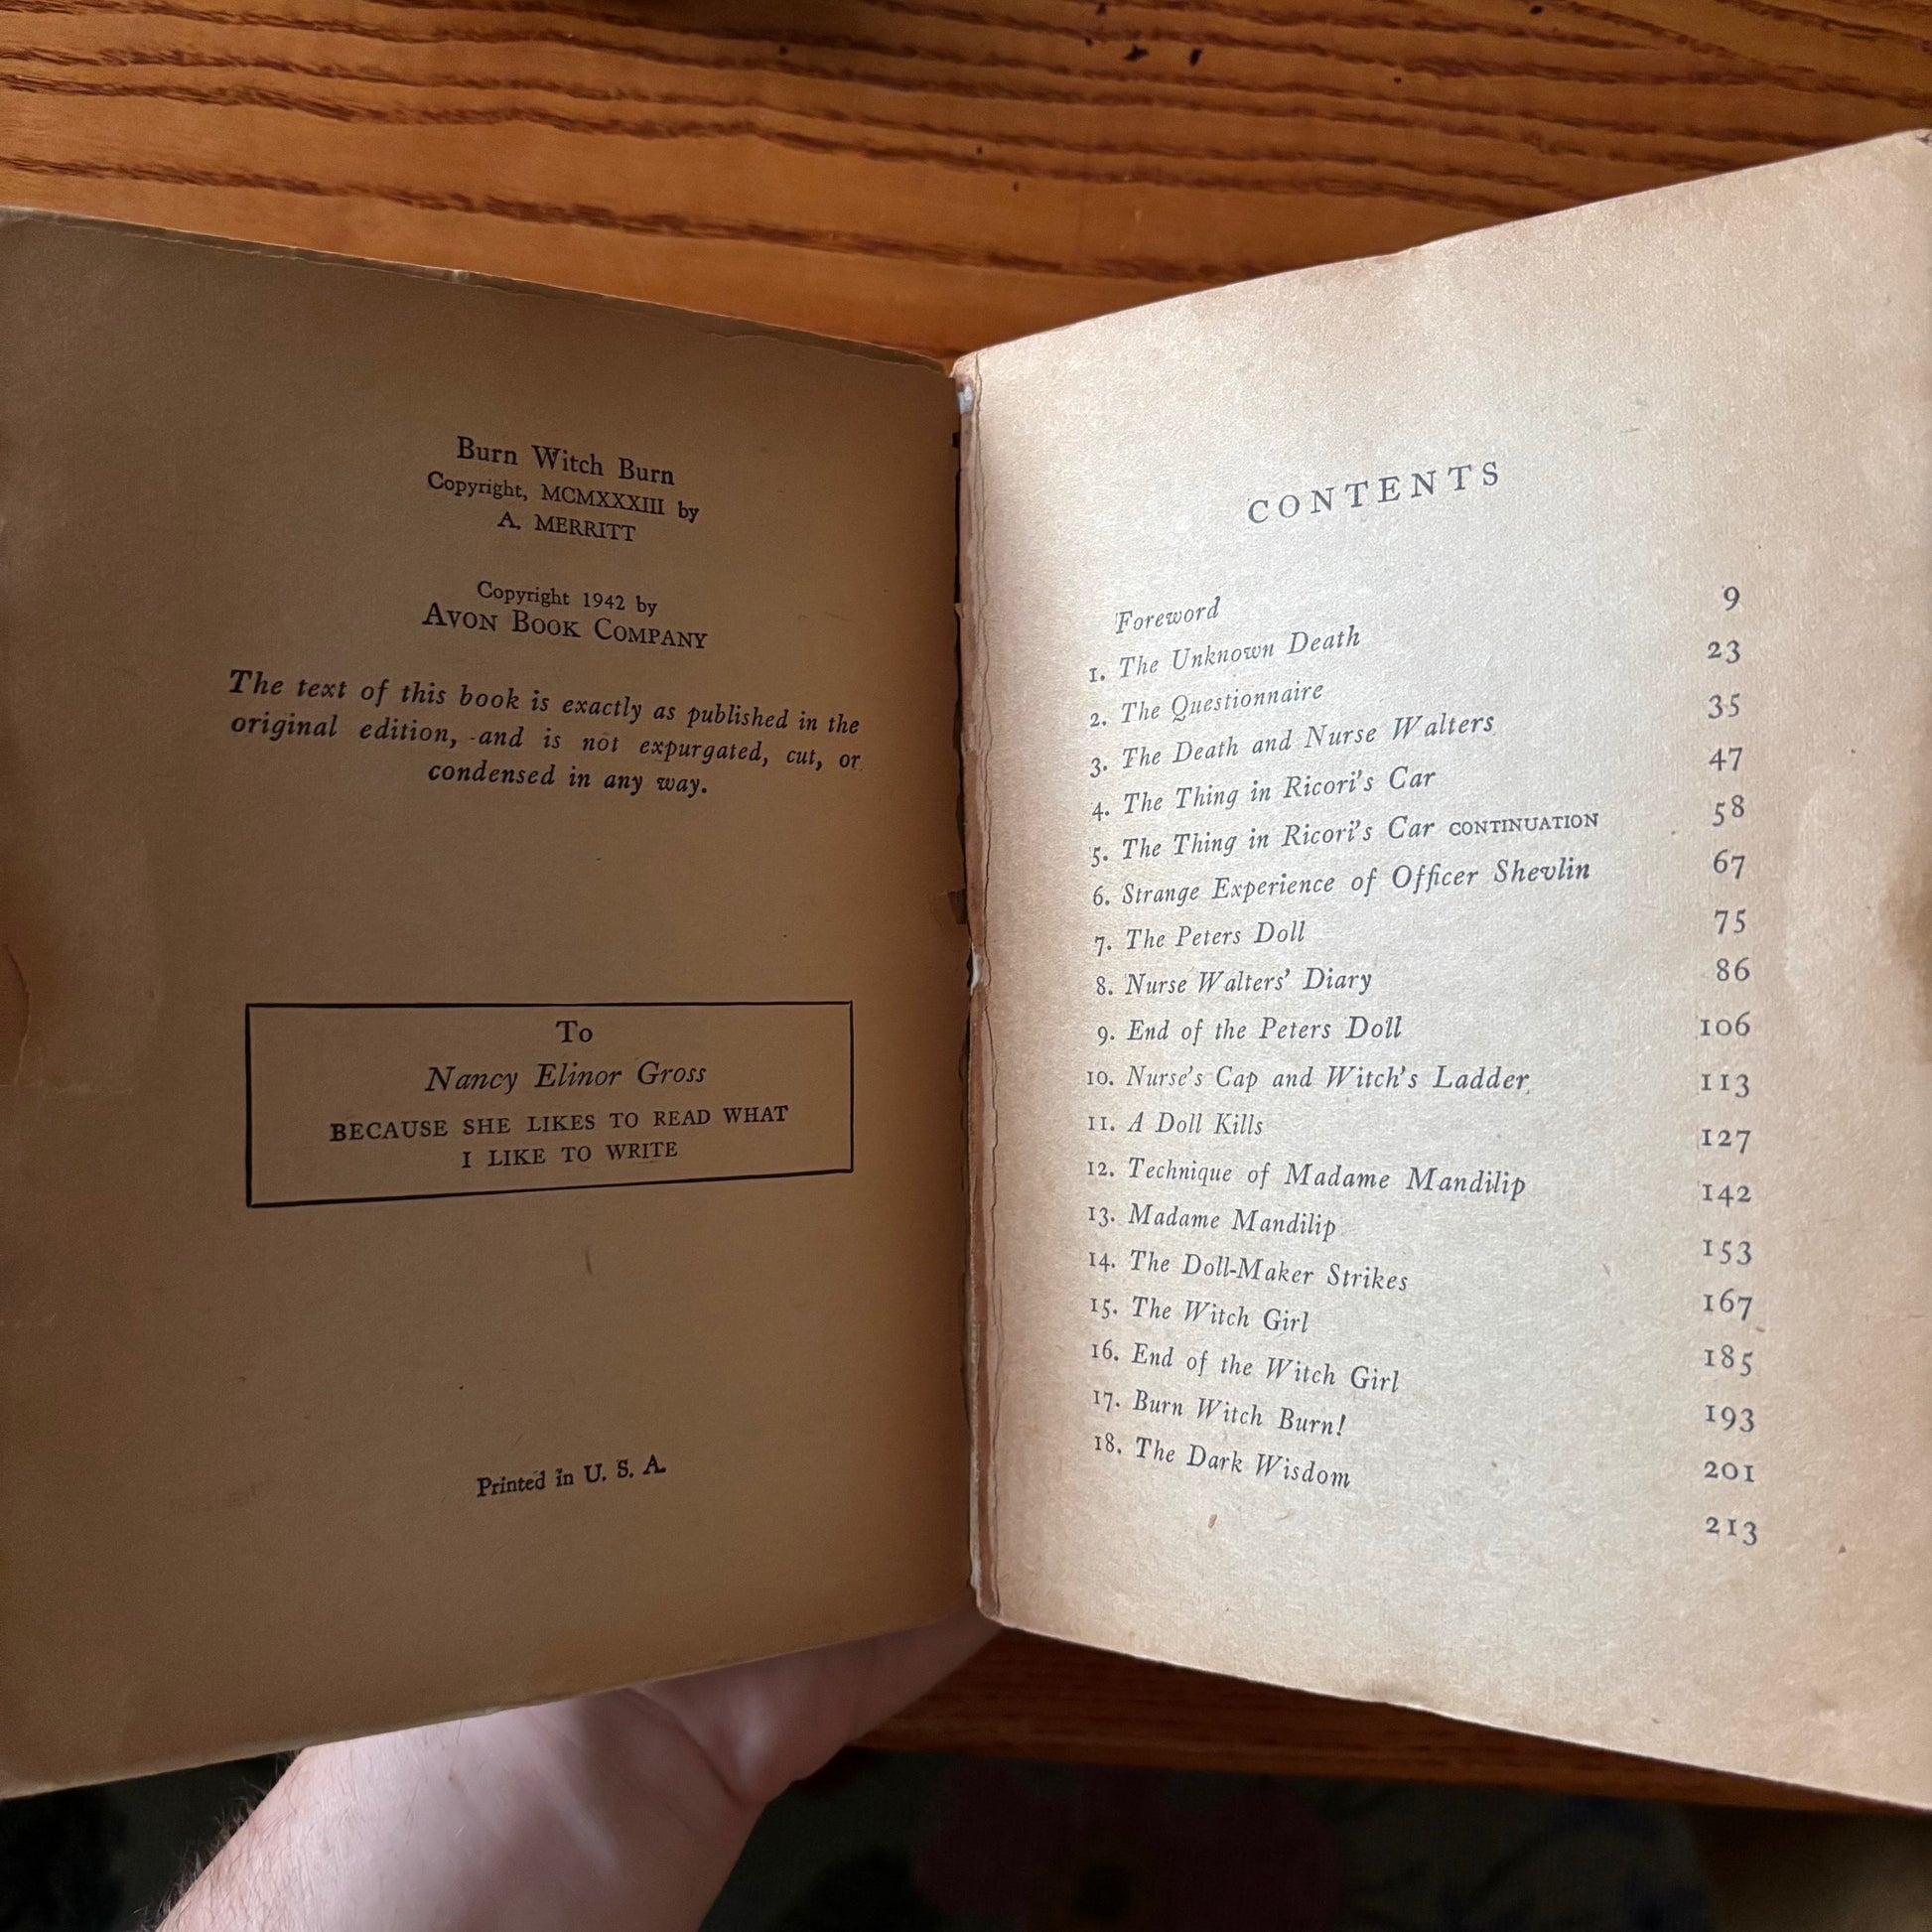 Burn Witch Burn
Copyright, MCMXXXIII by
A. MERRITT
Copyright 1942 by
AVON BOOK COMPANY
The text of this book is exactly as published in the
original edition, and is not expurgated, cut, or
condensed in any way.
To
Nancy Elinor Gross
BECAUSE SHE LIKES TO READ WHAT
I LIKE TO WRITE
Printed in U. S. A.
CONTENTS
Foreword 9
1. The Unknown Death 23
2. The Questionnaire 35
3. The Death and Nurse Walters 47
4. The Thing in Ricori's Car 58
5. The Thing in Ricori's Car CONTINUATION 67
6. Strange Experience of Officer Shevlin 75
7. The Peters Doll 86
8. Nurse Walters' Diary 106
9. End of the Peters Doll 113
10. Nurse's Cap and Witch's Ladder 127
11. A Doll Kills 142
12. Technique of Madame Mandilip 153
13. Madame Mandilip 167
14. The Doll-Maker Strikes 185
15. The Witch Girl 193
16. End of the Witch Girl 201
17. Burn Witch Burn! 213
18. The Dark Wisdom